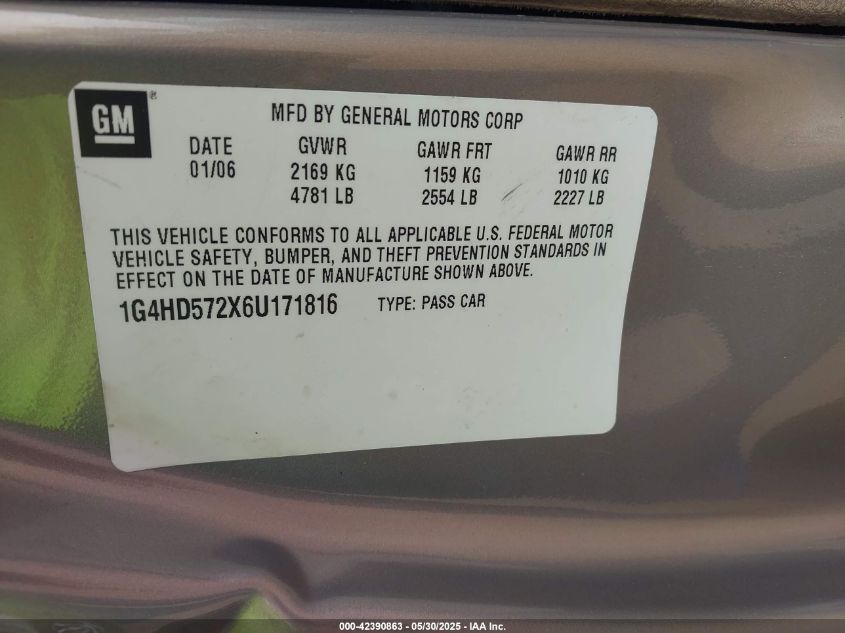 GM ®
MFD BY GENERAL MOTORS CORP
DATE GVWR GAWR FRT GAWR RR
01/06 2169 KG 1159 KG 1010 KG
4781 LB 2554 LB 2227 LB
THIS VEHICLE CONFORMS TO ALL APPLICABLE U.S. FEDERAL MOTOR
VEHICLE SAFETY, BUMPER, AND THEFT PREVENTION STANDARDS IN
EFFECT ON THE DATE OF MANUFACTURE SHOWN ABOVE.
1G4HD572X6U171816 TYPE: PASS CAR
000-42390863 - 05/30/2025 - IAA Inc.